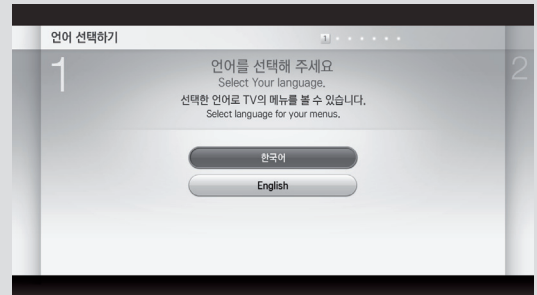 언어 선택하기
1
1
언어를 선택해 주세요
Select Your language.
선택한 언어로 TV의 메뉴를 볼 수 있습니다.
Select language for your menus.
한국어
English
2